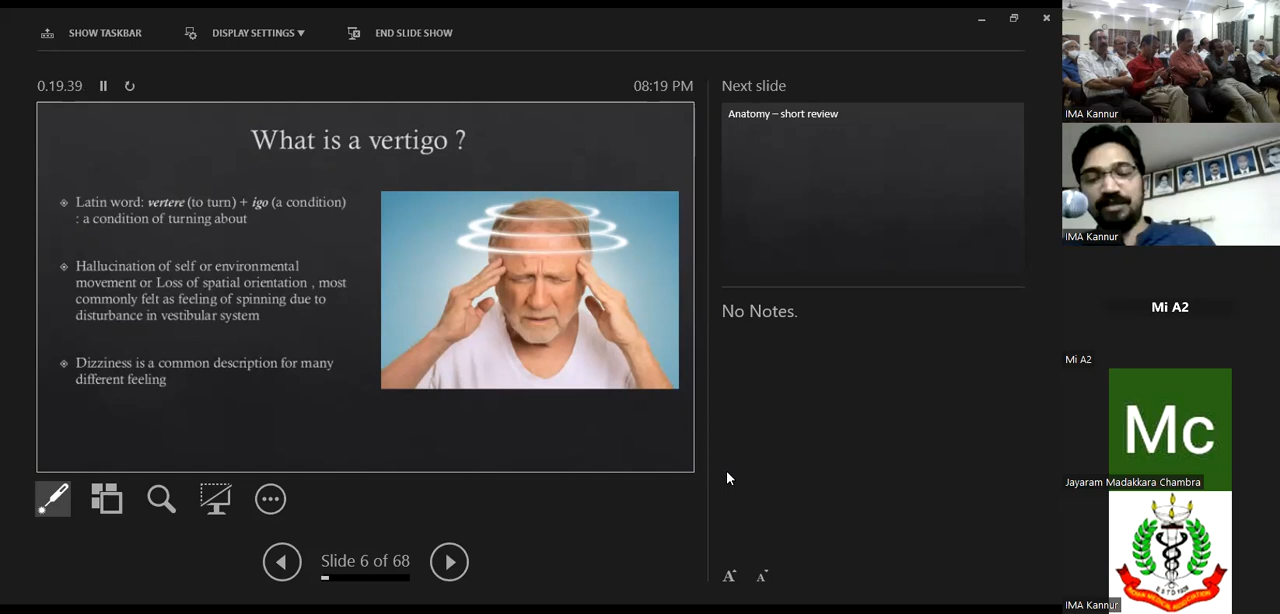 SHOW TASKBAR
DISPLAY SETTINGS ▼
END SLIDE SHOW
0.19.39
08:19 PM
What is a vertigo ?
Latin word: vertere (to turn) + igo (a condition)
: a condition of turning about
Hallucination of self or environmental
movement or Loss of spatial orientation , most
commonly felt as feeling of spinning due to
disturbance in vestibular system
Dizziness is a common description for many
different feeling
Slide 6 of 68
Next slide
Anatomy – short review
No Notes.
A A
IMA Kannur
IMA Kannur
Mi A2
Mi A2
Mc
Jayaram Madakkara Chambra
INDIAN MEDICAL ASSOCIATION
IMA Kannur